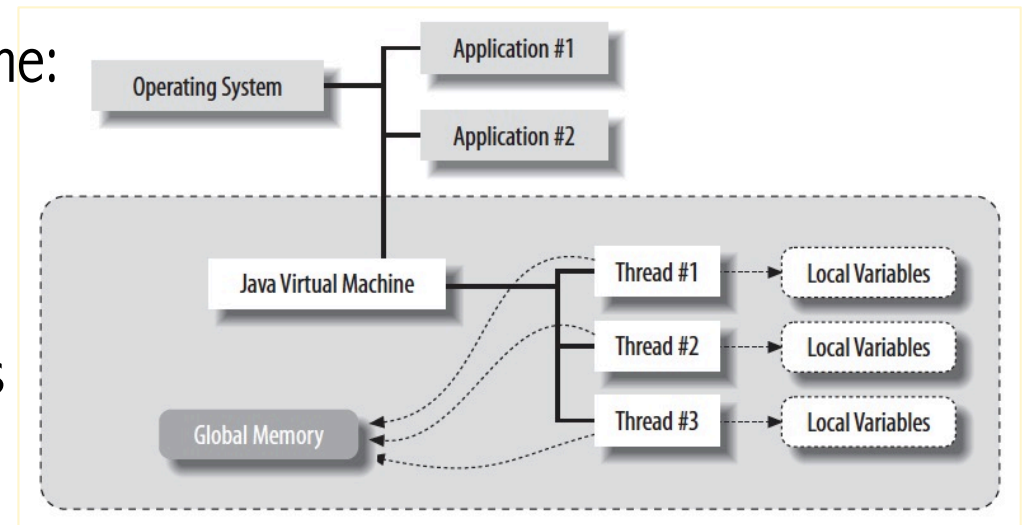 ne:
Application #1
Operating System
Application #2
Java Virtual Machine
Thread #1
Local Variables
Thread #2
Local Variables
s
Thread #3
Local Variables
Global Memory